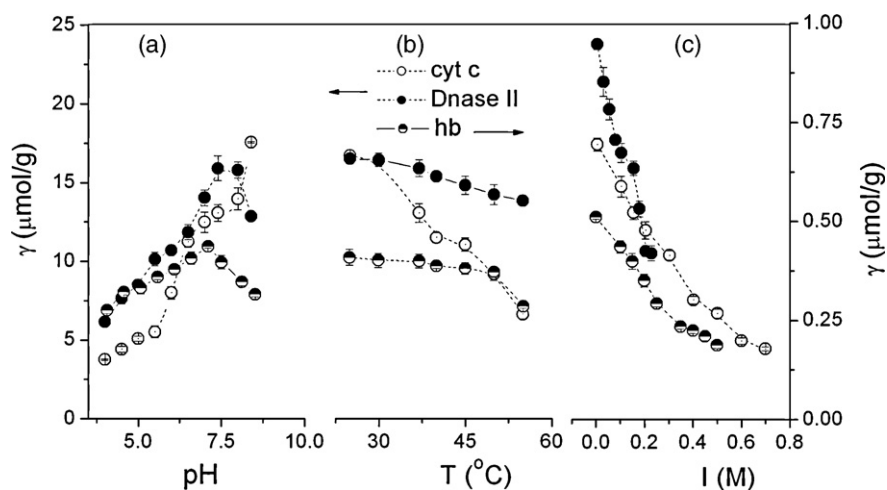 (a) (b) (c)
cyt c
Dnase II
hb
γ (μmol/g)
25
20
15
10
5
0
γ (μmol/g)
1.00
0.75
0.50
0.25
0.00
5.0 7.5 10.0
30 45 60
0.0 0.2 0.4 0.6 0.8
pH T (°C) I (M)